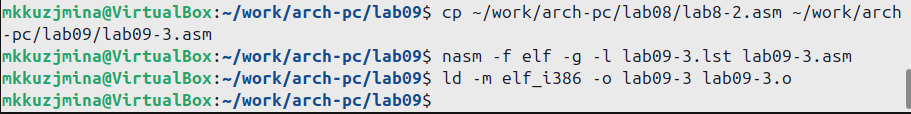 mkkuzjmina@VirtualBox:~/work/arch-pc/lab09$ cp ~/work/arch-pc/lab08/lab8-2.asm ~/work/arch
-pc/lab09/lab09-3.asm
mkkuzjmina@VirtualBox:~/work/arch-pc/lab09$ nasm -f elf -g -l lab09-3.lst lab09-3.asm
mkkuzjmina@VirtualBox:~/work/arch-pc/lab09$ ld -m elf_i386 -o lab09-3 lab09-3.o
mkkuzjmina@VirtualBox:~/work/arch-pc/lab09$